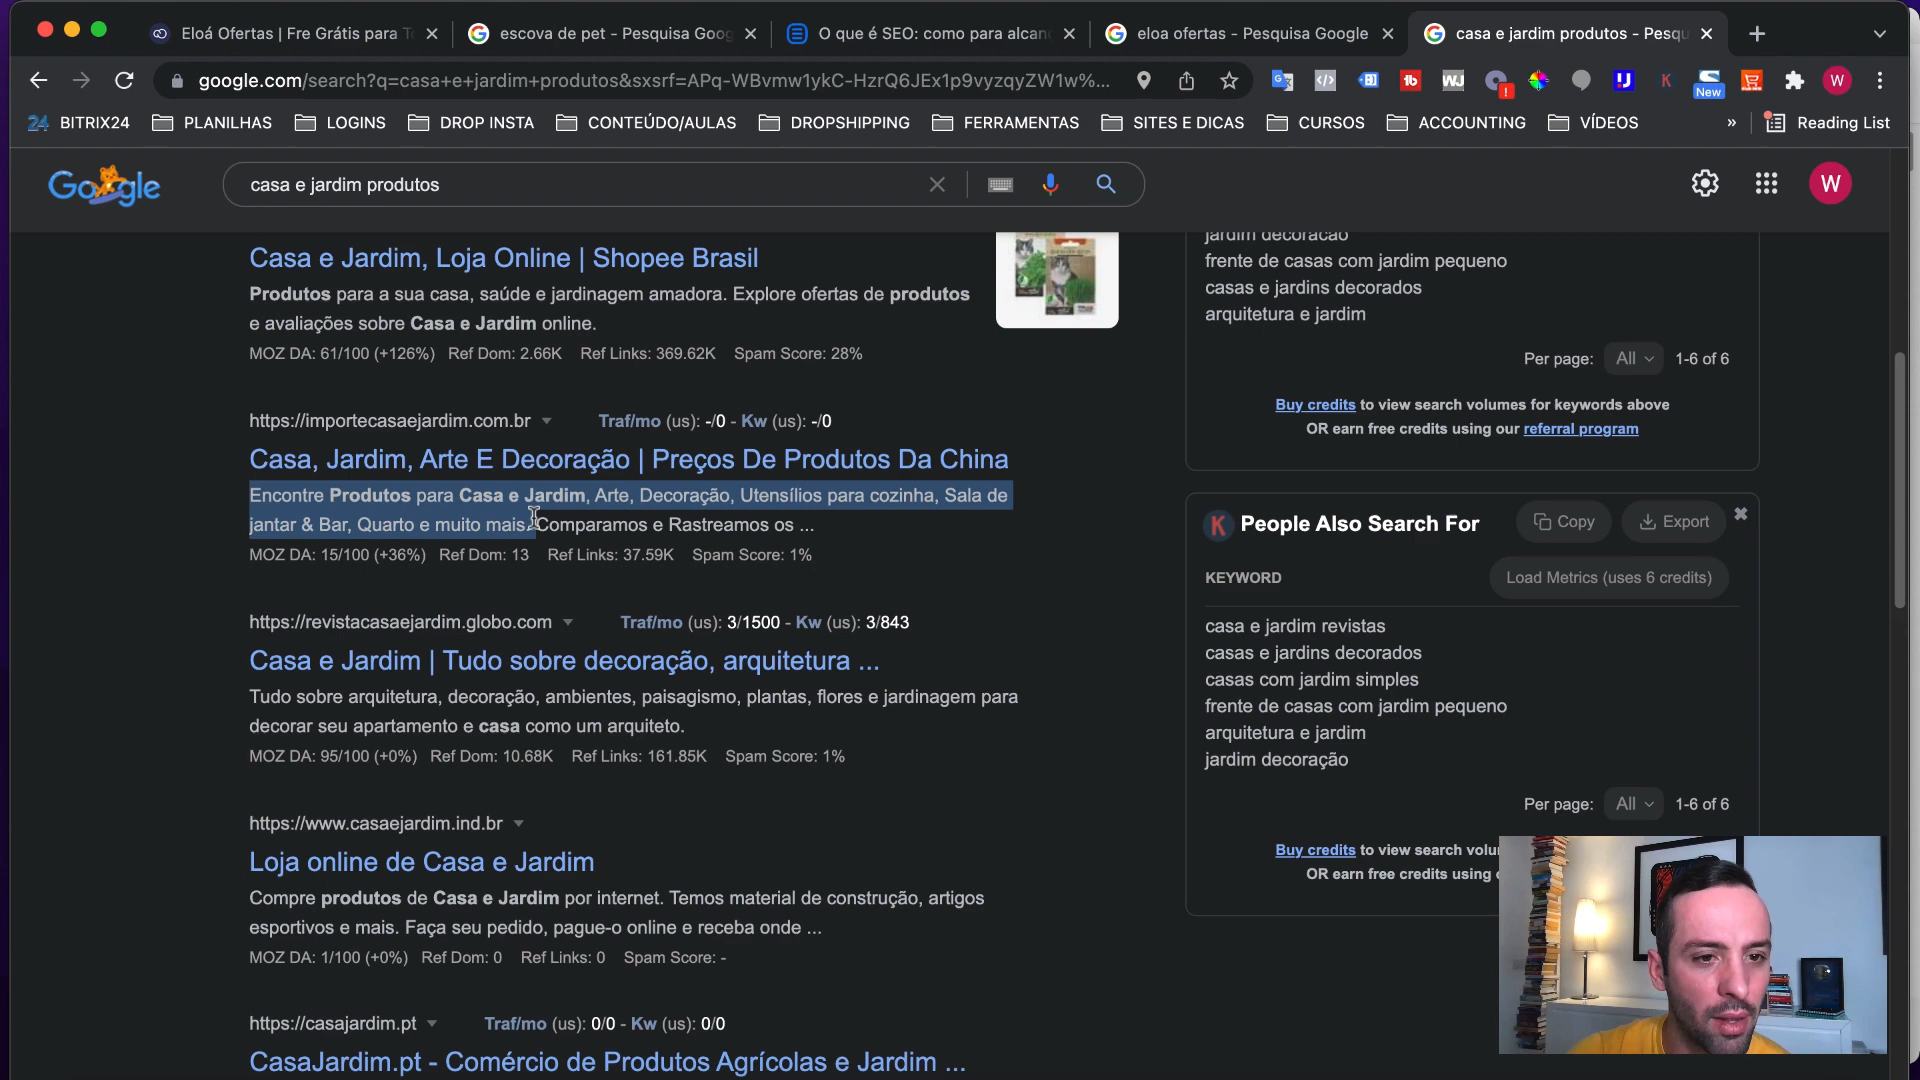 Eloá Ofertas | Fre Grátis para T
escova de pet - Pesquisa Goog
O que é SEO: como para alcan
eloa ofertas - Pesquisa Google
casa e jardim produtos - Pesqu
google.com/search?q=casa+e+jardim+produtos&sxsrf=APq-WBvmw1ykC-HzrQ6JEx1p9vyzqyZW1w%...
New
W
24 BITRIX24
PLANILHAS
LOGINS
DROP INSTA
CONTEÚDO/AULAS
DROPSHIPPING
FERRAMENTAS
SITES E DICAS
CURSOS
ACCOUNTING
VÍDEOS
»
Reading List
Google
casa e jardim produtos
W
Casa e Jardim, Loja Online | Shopee Brasil
Produtos para a sua casa, saúde e jardinagem amadora. Explore ofertas de produtos
e avaliações sobre Casa e Jardim online.
MOZ DA: 61/100 (+126%) Ref Dom: 2.66K Ref Links: 369.62K Spam Score: 28%
https://importecasaejardim.com.br
Traf/mo (us): -/0 - Kw (us): -/0
Casa, Jardim, Arte E Decoração | Preços De Produtos Da China
Encontre Produtos para Casa e Jardim, Arte, Decoração, Utensílios para cozinha, Sala de
jantar & Bar, Quarto e muito mais. Comparamos e Rastreamos os ...
MOZ DA: 15/100 (+36%) Ref Dom: 13 Ref Links: 37.59K Spam Score: 1%
https://revistacasaejardim.globo.com
Traf/mo (us): 3/1500 - Kw (us): 3/843
Casa e Jardim | Tudo sobre decoração, arquitetura ...
Tudo sobre arquitetura, decoração, ambientes, paisagismo, plantas, flores e jardinagem para
decorar seu apartamento e casa como um arquiteto.
MOZ DA: 95/100 (+0%) Ref Dom: 10.68K Ref Links: 161.85K Spam Score: 1%
https://www.casaejardim.ind.br
Loja online de Casa e Jardim
Compre produtos de Casa e Jardim por internet. Temos material de construção, artigos
esportivos e mais. Faça seu pedido, pague-o online e receba onde ...
MOZ DA: 1/100 (+0%) Ref Dom: 0 Ref Links: 0 Spam Score: -
https://casajardim.pt
Traf/mo (us): 0/0 - Kw (us): 0/0
CasaJardim.pt - Comércio de Produtos Agrícolas e Jardim ...
jardim decoracao
frente de casas com jardim pequeno
casas e jardins decorados
arquitetura e jardim
Per page: All 1-6 of 6
Buy credits to view search volumes for keywords above
OR earn free credits using our referral program
K People Also Search For
Copy
Export
KEYWORD
Load Metrics (uses 6 credits)
casa e jardim revistas
casas e jardins decorados
casas com jardim simples
frente de casas com jardim pequeno
arquitetura e jardim
jardim decoração
Per page: All 1-6 of 6
Buy credits to view search volu
OR earn free credits using